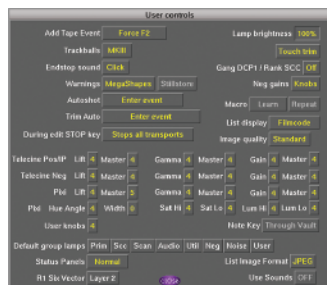 User controls
Add Tape Event Force F2 Lamp brightness 100%
Trackballs MKIII Touch trim
Endstop sound Click Gang DCP1 / Rank SCC Off
Warnings MegaShapes Stillstore Neg gains Knobs
Autoshot Enter event Macro Learn Repeat
Trim Auto Enter event List display Filmcode
During edit STOP key Stops all transports Image quality Standard
Telecine Pos/IP Lift 4 Master 4 Gamma 4 Master 4 Gain 4 Master 4
Telecine Neg Lift 4 Master 4 Gamma 4 Master 4 Gain 4 Master 4
Pixi Lift 4 Master 5 Gamma 4 Master 4 Gain 4 Master 4
Pixi Hue Angle 4 Width 0 Sat Hi 4 Sat Lo 4 Lum Hi 4 Lum Lo 4
User knobs 4 Note Key Through Vault
Default group lamps Prim Scc Scan Audio Util Neg Noise User
Status Panels Normal List Image Format JPEG
R1 Six Vector Layer 2 Use Sounds OFF